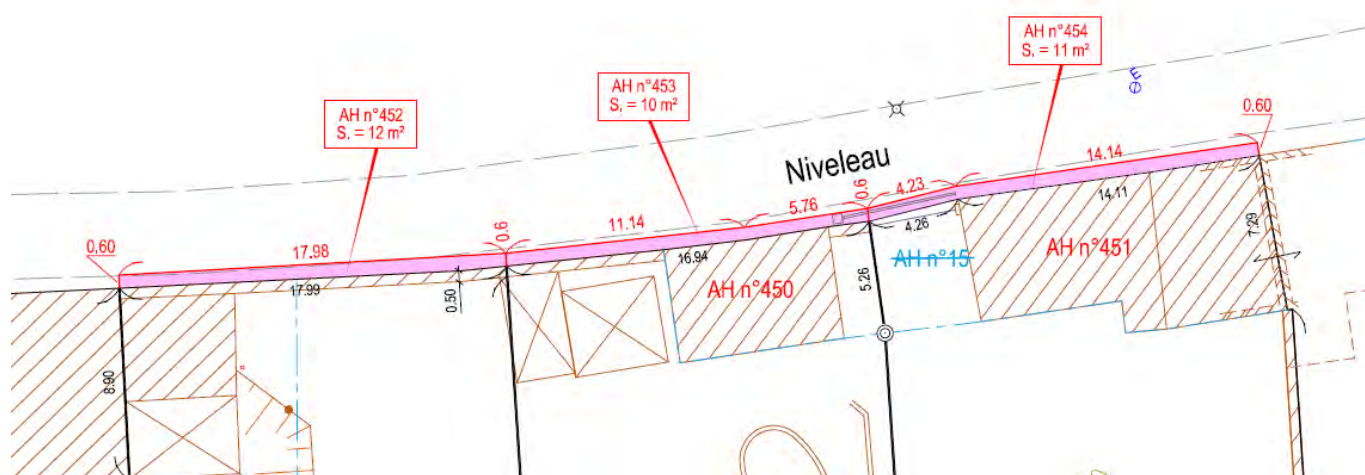 AH n°454
S. = 11 m²
AH n°453
S. = 10 m²
AH n°452
S. = 12 m²
E
0.60
Niveleau
14.14
0.6
4.23
5.76
14.11
11.14
4.26
7.29
0.6
17.98
0.60
16.94
AH n°15
AH n°451
5.26
AH n°450
17.99
0.50
8.90